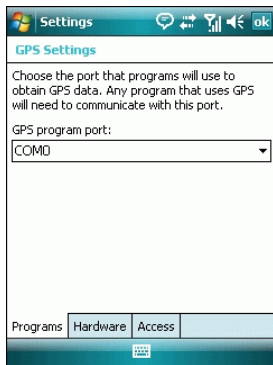 Settings
ok
GPS Settings
Choose the port that programs will use to
obtain GPS data. Any program that uses GPS
will need to communicate with this port.
GPS program port:
COM0
Programs Hardware Access